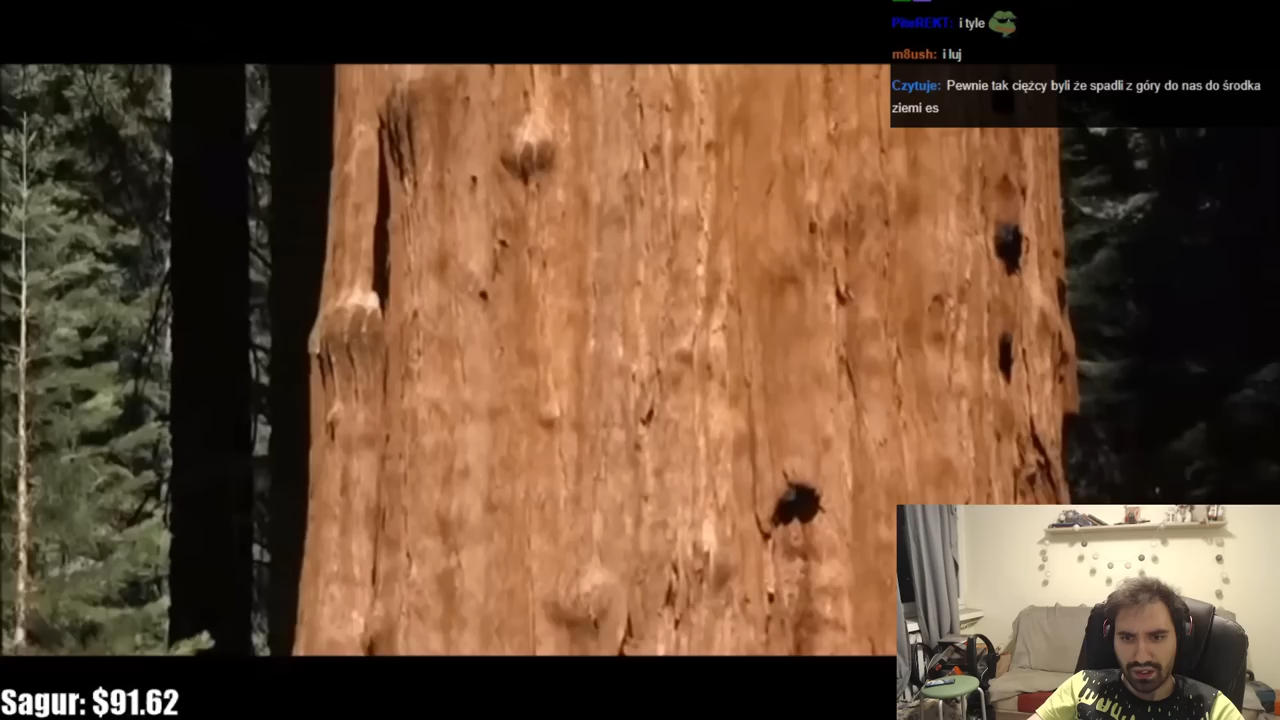 PiteREKT: i tyle
m8ush: i luj
Czytuje: Pewnie tak ciężcy byli że spadli z góry do nas do środka
ziemi es
Sagur: $91.62